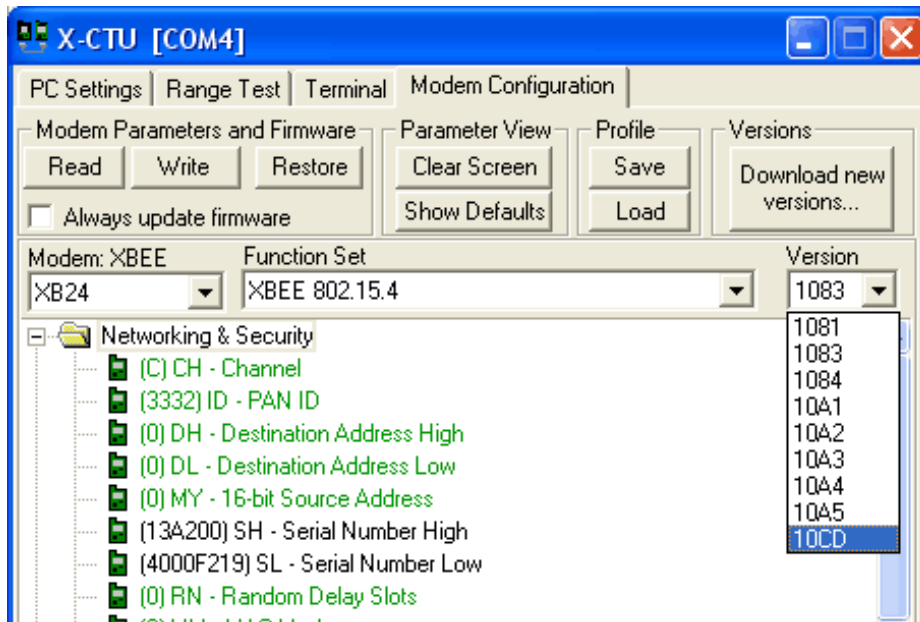 X-CTU [COM4]
PC Settings Range Test Terminal Modem Configuration
Modem Parameters and Firmware Parameter View Profile Versions
Read Write Restore Clear Screen Save Download new versions...
Always update firmware Show Defaults Load
Modem: XBEE Function Set Version
XB24 XBEE 802.15.4 1083
Networking & Security
(C) CH - Channel
(3332) ID - PAN ID
(0) DH - Destination Address High
(0) DL - Destination Address Low
(0) MY - 16-bit Source Address
(13A200) SH - Serial Number High
(4000F219) SL - Serial Number Low
(0) RN - Random Delay Slots
1081
1083
1084
10A1
10A2
10A3
10A4
10A5
10CD